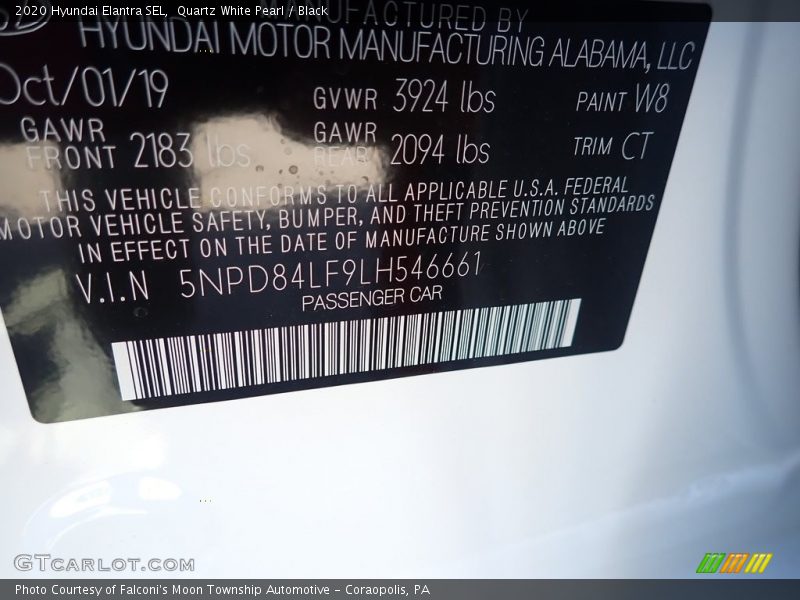 2020 Hyundai Elantra SEL, Quartz White Pearl / Black
MANUFACTURED BY
HYUNDAI MOTOR MANUFACTURING ALABAMA, LLC
Oct/01/19 GVWR 3924 lbs PAINT W8
GAWR FRONT 2183 lbs GAWR REAR 2094 lbs TRIM CT
THIS VEHICLE CONFORMS TO ALL APPLICABLE U.S.A. FEDERAL
MOTOR VEHICLE SAFETY, BUMPER, AND THEFT PREVENTION STANDARDS
IN EFFECT ON THE DATE OF MANUFACTURE SHOWN ABOVE
V.I.N 5NPD84LF9LH546661
PASSENGER CAR
GTCARLOT.COM
Photo Courtesy of Falconi's Moon Township Automotive – Coraopolis, PA